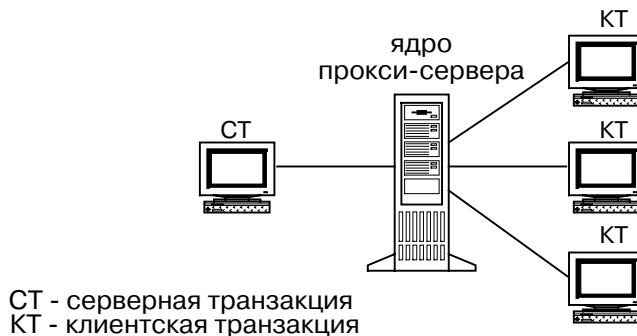 КТ
ядро
прокси-сервера
СТ
КТ
КТ
СТ - серверная транзакция
КТ - клиентская транзакция